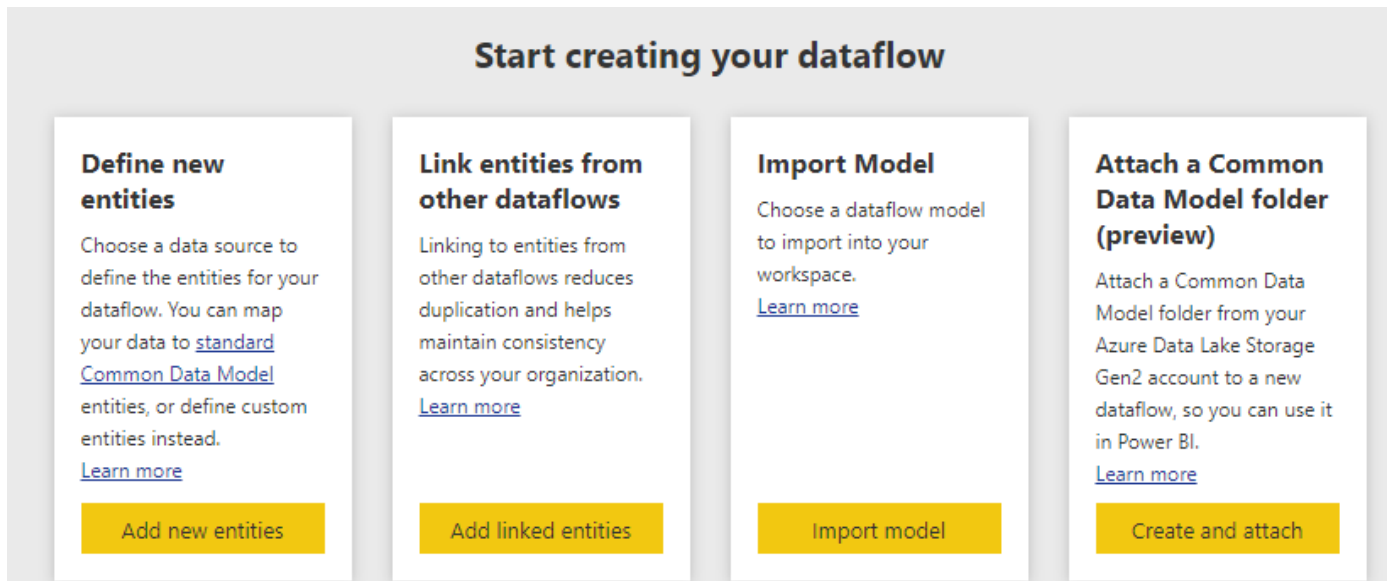 Start creating your dataflow
Define new
entities
Choose a data source to
define the entities for your
dataflow. You can map
your data to standard
Common Data Model
entities, or define custom
entities instead.
Learn more
Add new entities
Link entities from
other dataflows
Linking to entities from
other dataflows reduces
duplication and helps
maintain consistency
across your organization.
Learn more
Add linked entities
Import Model
Choose a dataflow model
to import into your
workspace.
Learn more
Import model
Attach a Common
Data Model folder
(preview)
Attach a Common Data
Model folder from your
Azure Data Lake Storage
Gen2 account to a new
dataflow, so you can use it
in Power BI.
Learn more
Create and attach